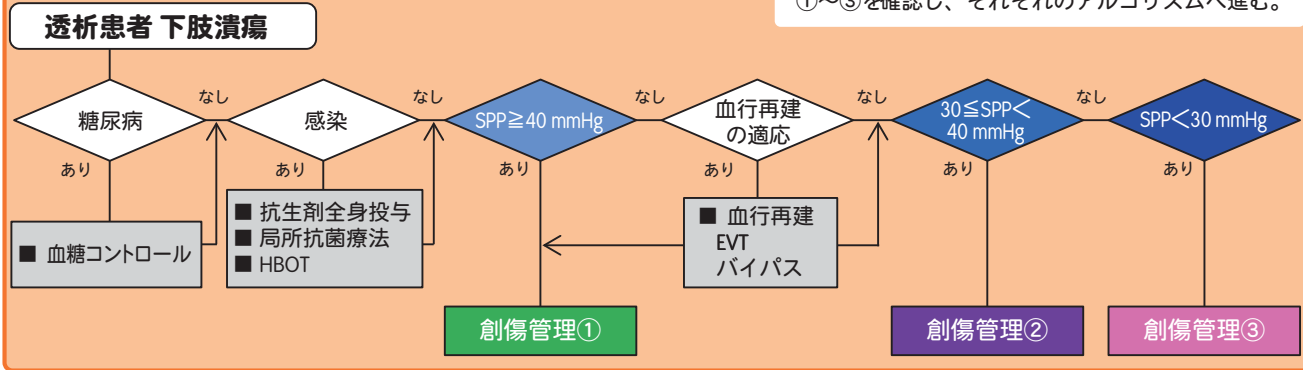 ①～③を確認し、それぞれのアルゴリズムへ進む。
透析患者 下肢潰瘍
糖尿病
なし
あり
■ 血糖コントロール
感染
なし
あり
■ 抗生剤全身投与
■ 局所抗菌療法
■ HBOT
SPP≧40 mmHg
なし
あり
血行再建
の適応
なし
あり
■ 血行再建
EVT
バイパス
30≦SPP＜
40 mmHg
なし
あり
SPP＜30 mmHg
あり
創傷管理①
創傷管理②
創傷管理③